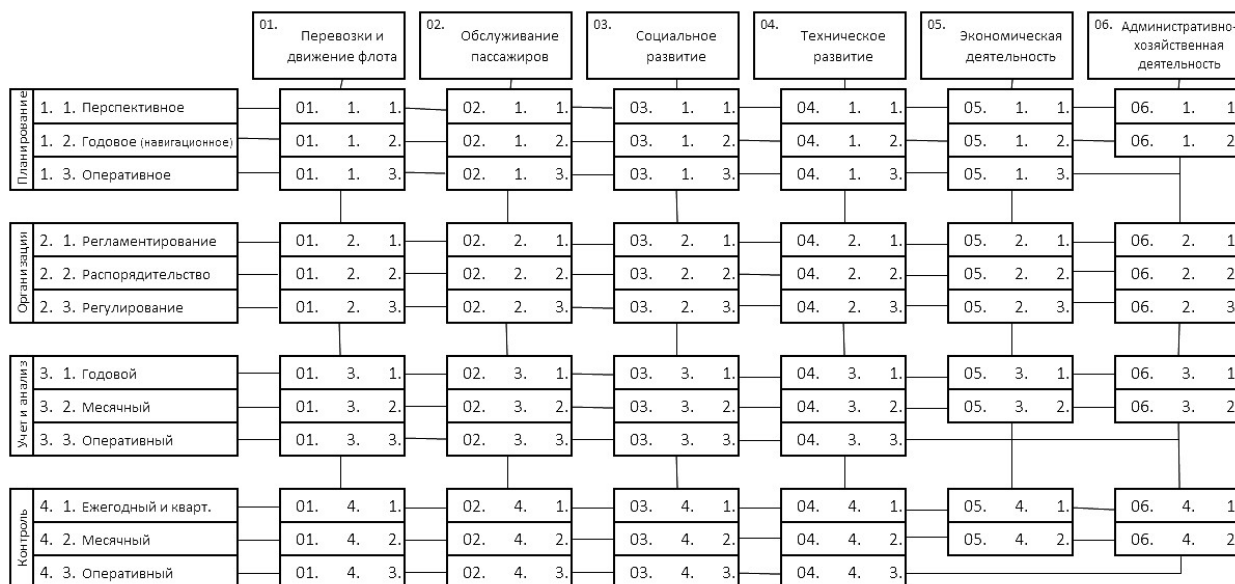 01. Перевозки и
движение флота
02. Обслуживание
пассажиров
03. Социальное
развитие
04. Техническое
развитие
05. Экономическая
деятельность
06. Административно-
хозяйственная
деятельность
Планирование
1. 1. Перспективное 01. 1. 1. 02. 1. 1. 03. 1. 1. 04. 1. 1. 05. 1. 1. 06. 1. 1
1. 2. Годовое (навигационное) 01. 1. 2. 02. 1. 2. 03. 1. 2. 04. 1. 2. 05. 1. 2. 06. 1. 2
1. 3. Оперативное 01. 1. 3. 02. 1. 3. 03. 1. 3. 04. 1. 3. 05. 1. 3.
Организация
2. 1. Регламентирование 01. 2. 1. 02. 2. 1. 03. 2. 1. 04. 2. 1. 05. 2. 1. 06. 2. 1
2. 2. Распорядительство 01. 2. 2. 02. 2. 2. 03. 2. 2. 04. 2. 2. 05. 2. 2. 06. 2. 2
2. 3. Регулирование 01. 2. 3. 02. 2. 3. 03. 2. 3. 04. 2. 3. 05. 2. 3. 06. 2. 3
Учет и анализ
3. 1. Годовой 01. 3. 1. 02. 3. 1. 03. 3. 1. 04. 3. 1. 05. 3. 1. 06. 3. 1
3. 2. Месячный 01. 3. 2. 02. 3. 2. 03. 3. 2. 04. 3. 2. 05. 3. 2. 06. 3. 2
3. 3. Оперативный 01. 3. 3. 02. 3. 3. 03. 3. 3. 04. 3. 3.
Контроль
4. 1. Ежегодный и кварт. 01. 4. 1. 02. 4. 1. 03. 4. 1. 04. 4. 1. 05. 4. 1. 06. 4. 1
4. 2. Месячный 01. 4. 2. 02. 4. 2. 03. 4. 2. 04. 4. 2. 05. 4. 2. 06. 4. 2
4. 3. Оперативный 01. 4. 3. 02. 4. 3. 03. 4. 3. 04. 4. 3.